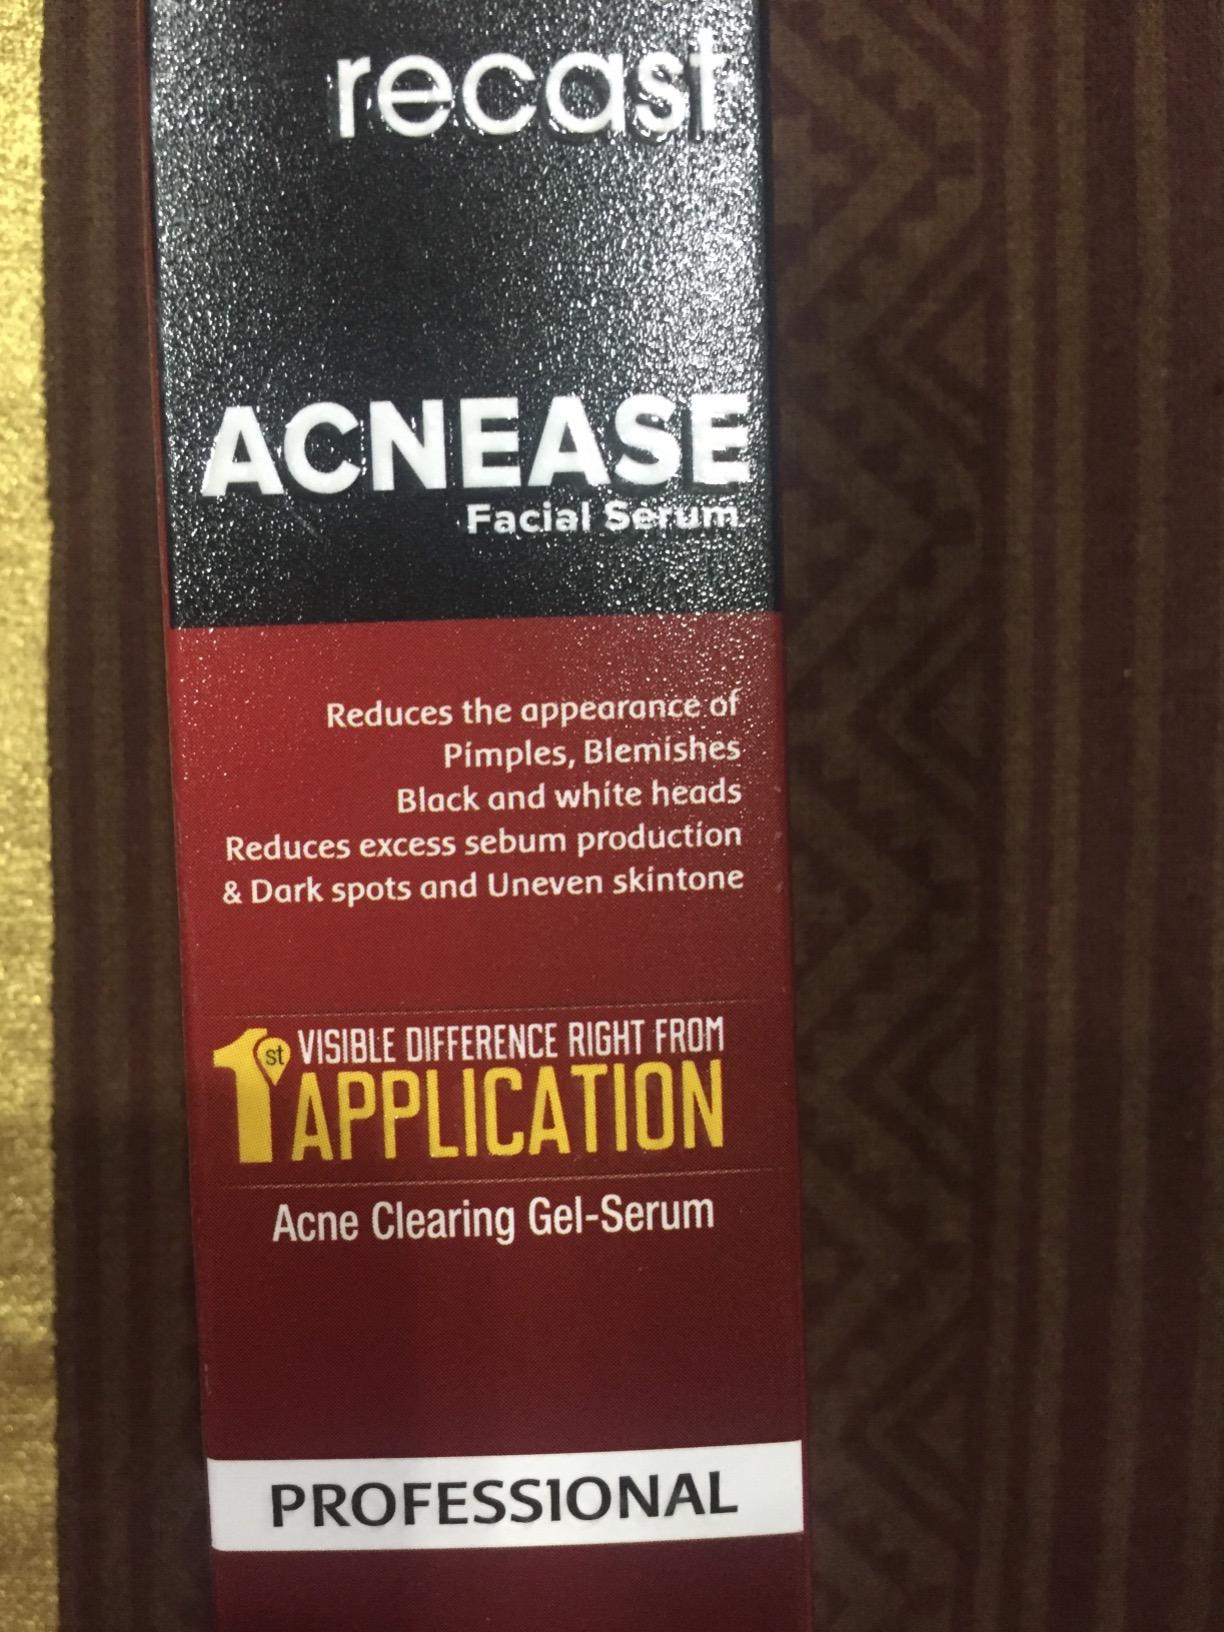 recast
ACNEASE
Facial Serum
Reduces the appearance of
Pimples, Blemishes
Black and white heads
Reduces excess sebum production
& Dark spots and Uneven skintone
1st VISIBLE DIFFERENCE RIGHT FROM
APPLICATION
Acne Clearing Gel-Serum
PROFESSIONAL